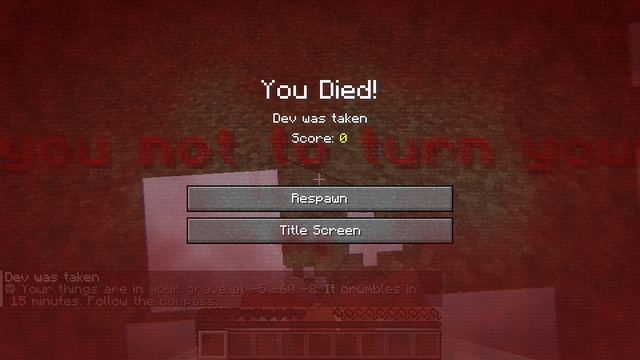 You Died!
Dev was taken
Score: 0
you not to turn your
Respawn
Title Screen
Dev was taken
Your things are in your grave at -5 -60 -8. It crumbles in
15 minutes. Follow the compass.